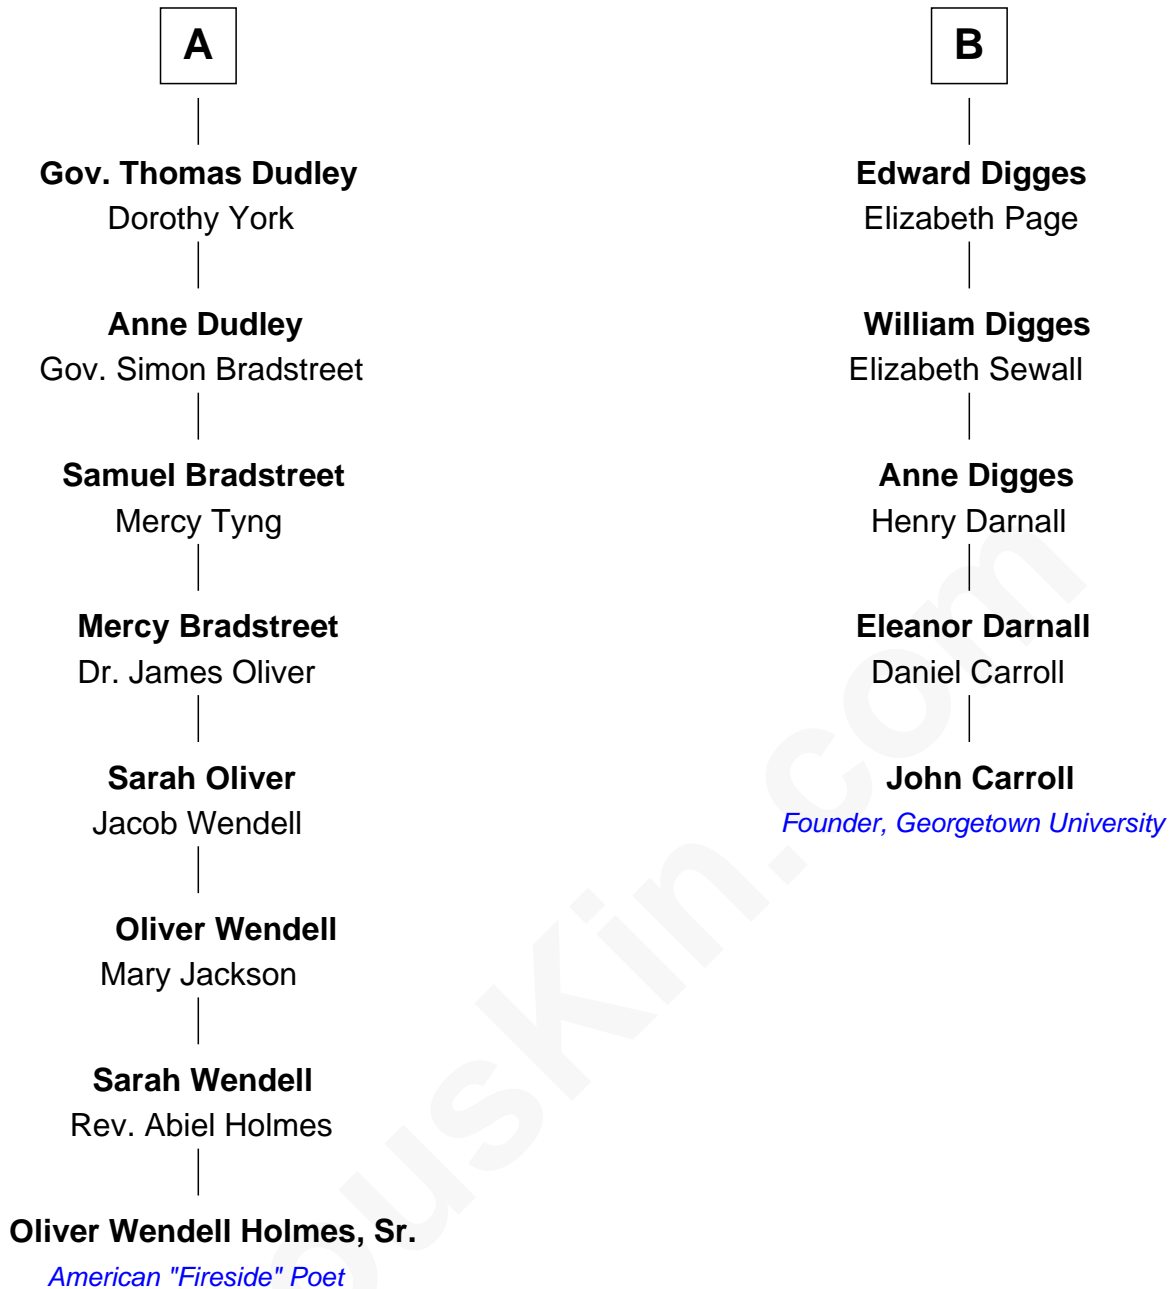 A
Gov. Thomas Dudley
Dorothy York
Anne Dudley
Gov. Simon Bradstreet
Samuel Bradstreet
Mercy Tyng
Mercy Bradstreet
Dr. James Oliver
Sarah Oliver
Jacob Wendell
Oliver Wendell
Mary Jackson
Sarah Wendell
Rev. Abiel Holmes
Oliver Wendell Holmes, Sr.
American "Fireside" Poet
B
Edward Digges
Elizabeth Page
William Digges
Elizabeth Sewall
Anne Digges
Henry Darnall
Eleanor Darnall
Daniel Carroll
John Carroll
Founder, Georgetown University
ousKin.com